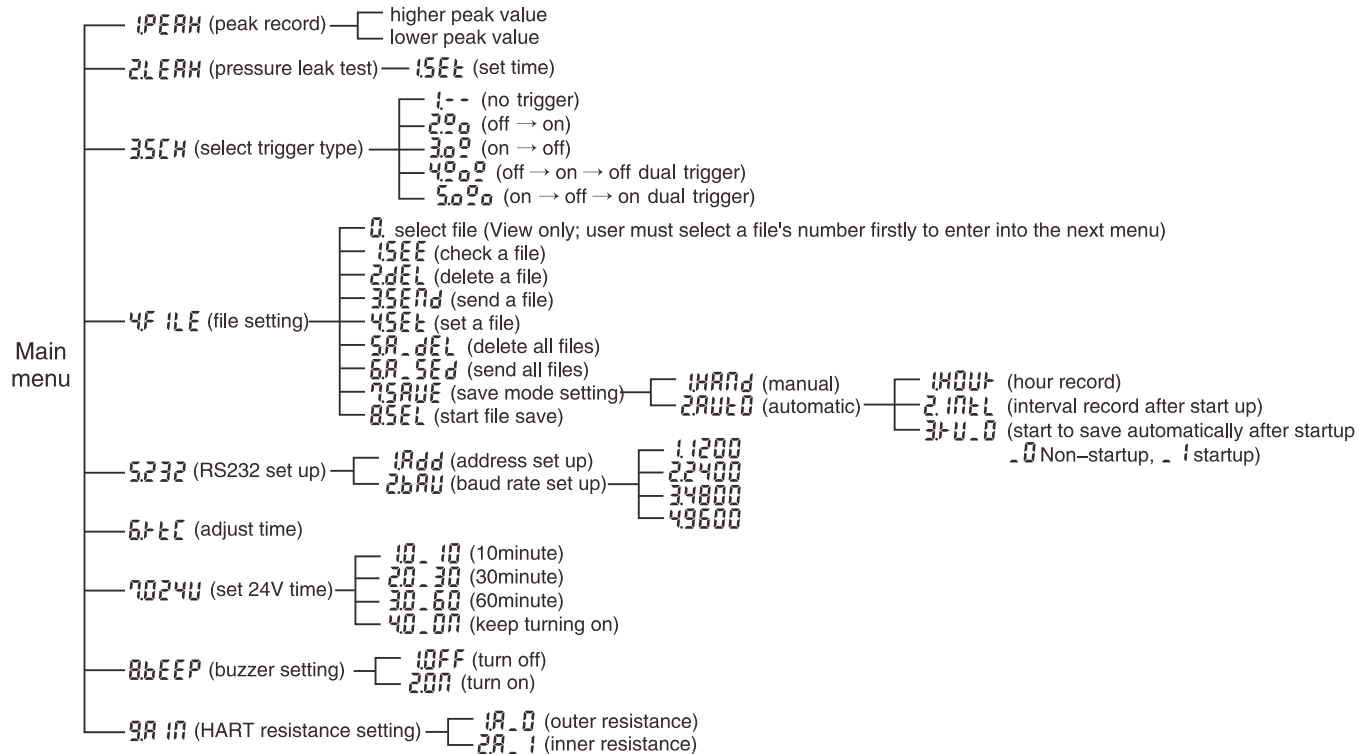 1.PEAK (peak record)
higher peak value
lower peak value
2.LEAK (pressure leak test)
1.SEt (set time)
3.SCH (select trigger type)
1.-- (no trigger)
2.ºo (off → on)
3.oº (on → off)
4.ºoº (off → on → off dual trigger)
5.oºo (on → off → on dual trigger)
4.FILE (file setting)
0. select file (View only; user must select a file's number firstly to enter into the next menu)
1.SEE (check a file)
2.dEL (delete a file)
3.SENd (send a file)
4.SEt (set a file)
5.A_dEL (delete all files)
6.A_SEd (send all files)
7.SAUE (save mode setting)
1.HANd (manual)
2.AUtO (automatic)
1.HOUr (hour record)
2.INtL (interval record after start up)
3.rU_0 (start to save automatically after startup
_0 Non–startup, _1 startup)
8.SEL (start file save)
Main
menu
5.232 (RS232 set up)
1.Add (address set up)
2.bAU (baud rate set up)
1.1200
2.2400
3.4800
4.9600
6.rtC (adjust time)
7.024U (set 24V time)
1.0_10 (10minute)
2.0_30 (30minute)
3.0_60 (60minute)
4.0_ON (keep turning on)
8.bEEP (buzzer setting)
1.OFF (turn off)
2.ON (turn on)
9.AIN (HART resistance setting)
1.A_0 (outer resistance)
2.A_1 (inner resistance)